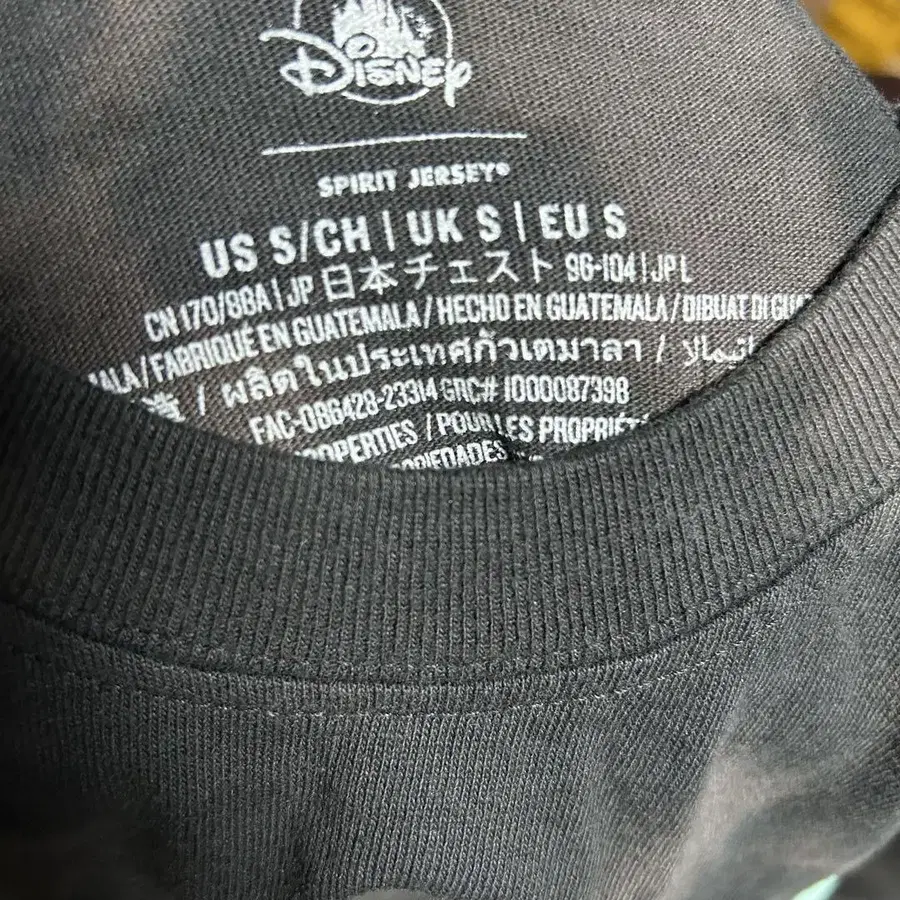 Disney
SPIRIT JERSEY®
US S/CH | UK S | EU S
CN 170/88A | JP 日本 チェスト 96-104 | JP L
/ FABRIQUÉ EN GUATEMALA / HECHO EN GUATEMALA / DIBUAT DI
/ ผลิตในประเทศกัวเตมาลา /
FAC-086428-23314 GRC# 1000087398
/ POUR LES